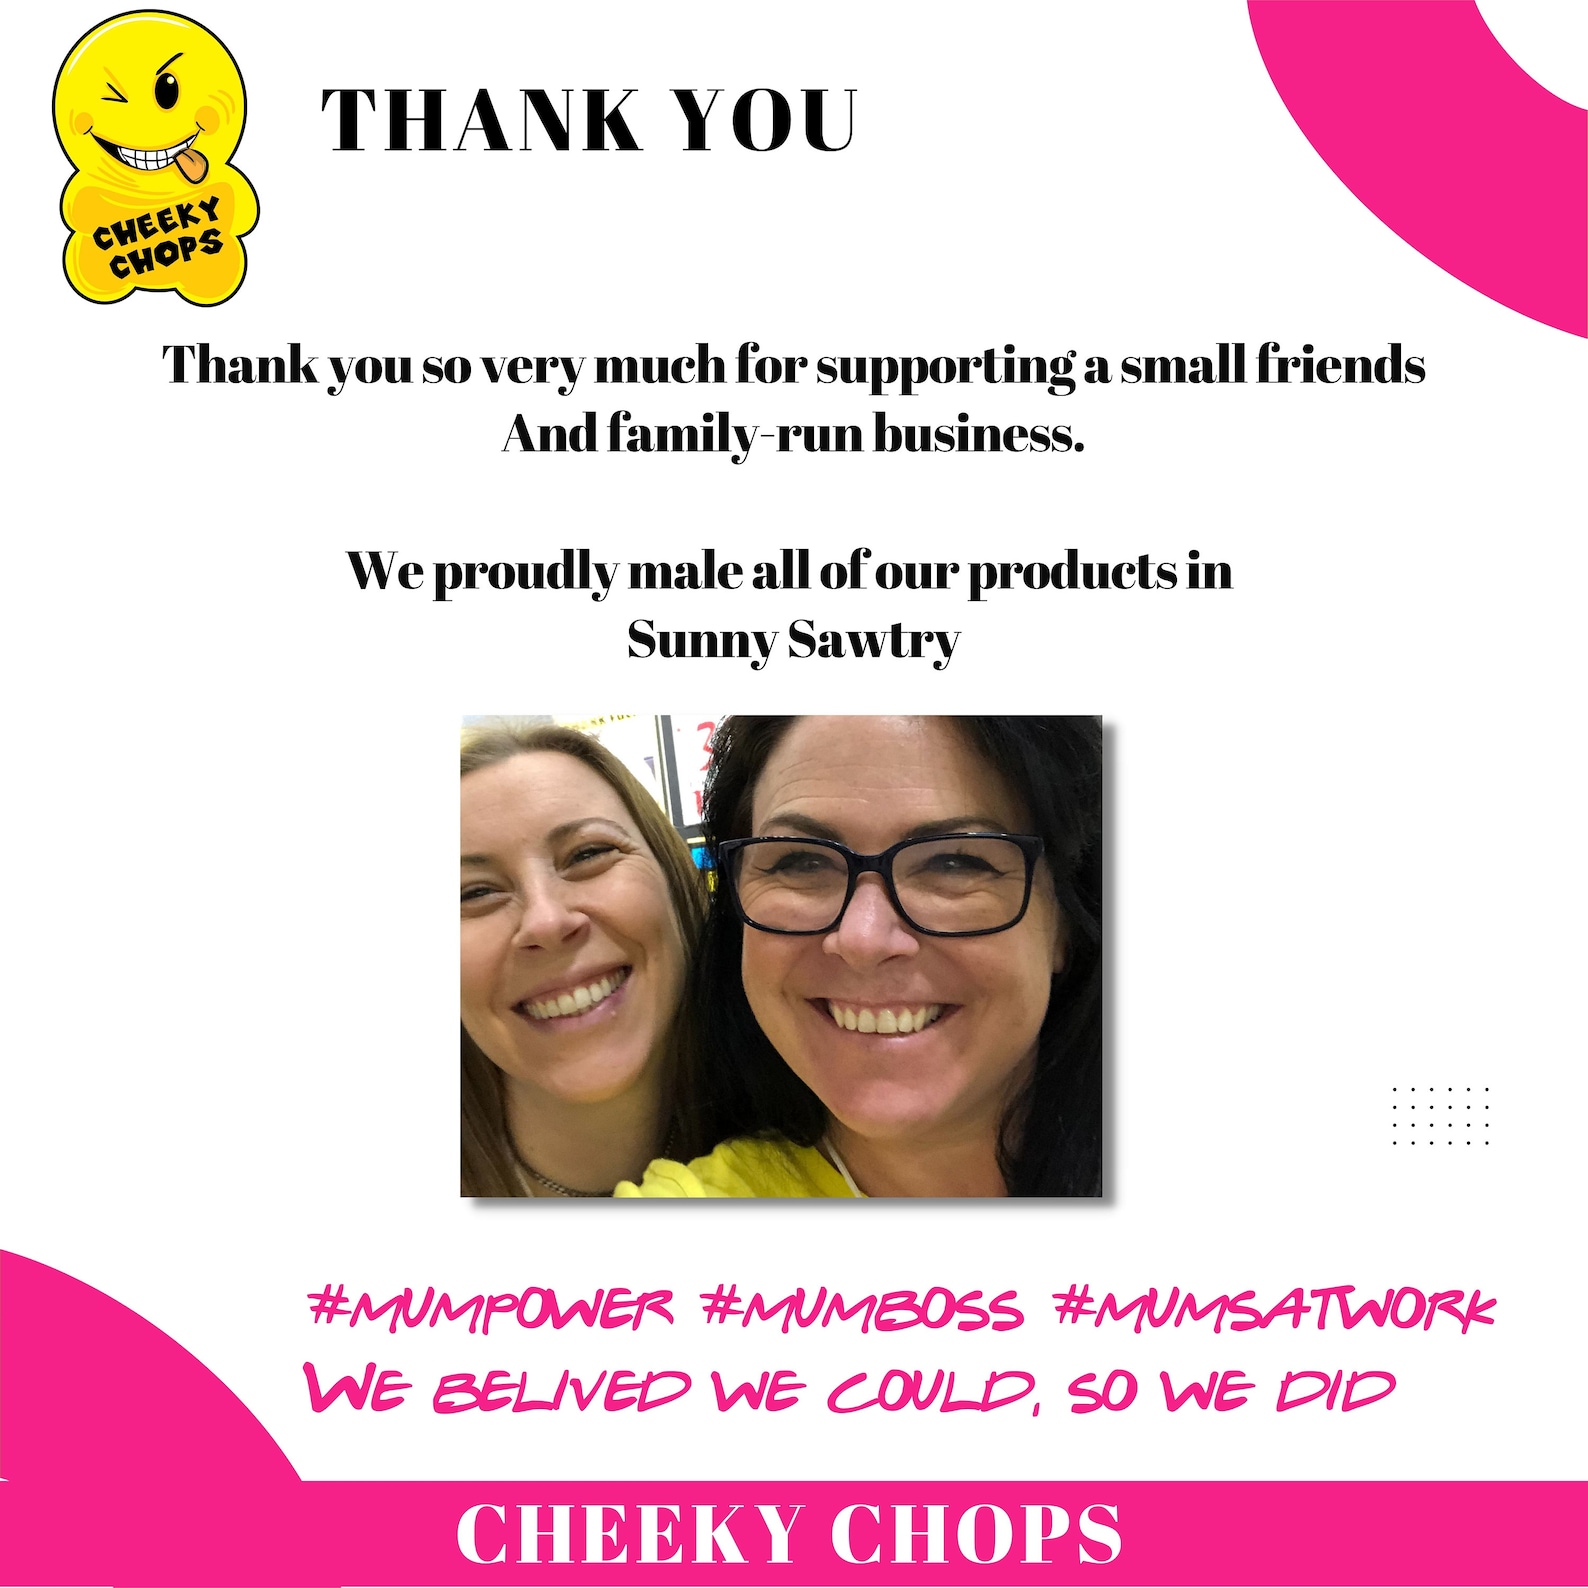 CHEEKY
CHOPS
THANK YOU
Thank you so very much for supporting a small friends
And family-run business.
We proudly male all of our products in
Sunny Sawtry
#MUMPOWER #MUMBOSS #MUMSATWORK
WE BELIVED WE COULD, SO WE DID
CHEEKY CHOPS